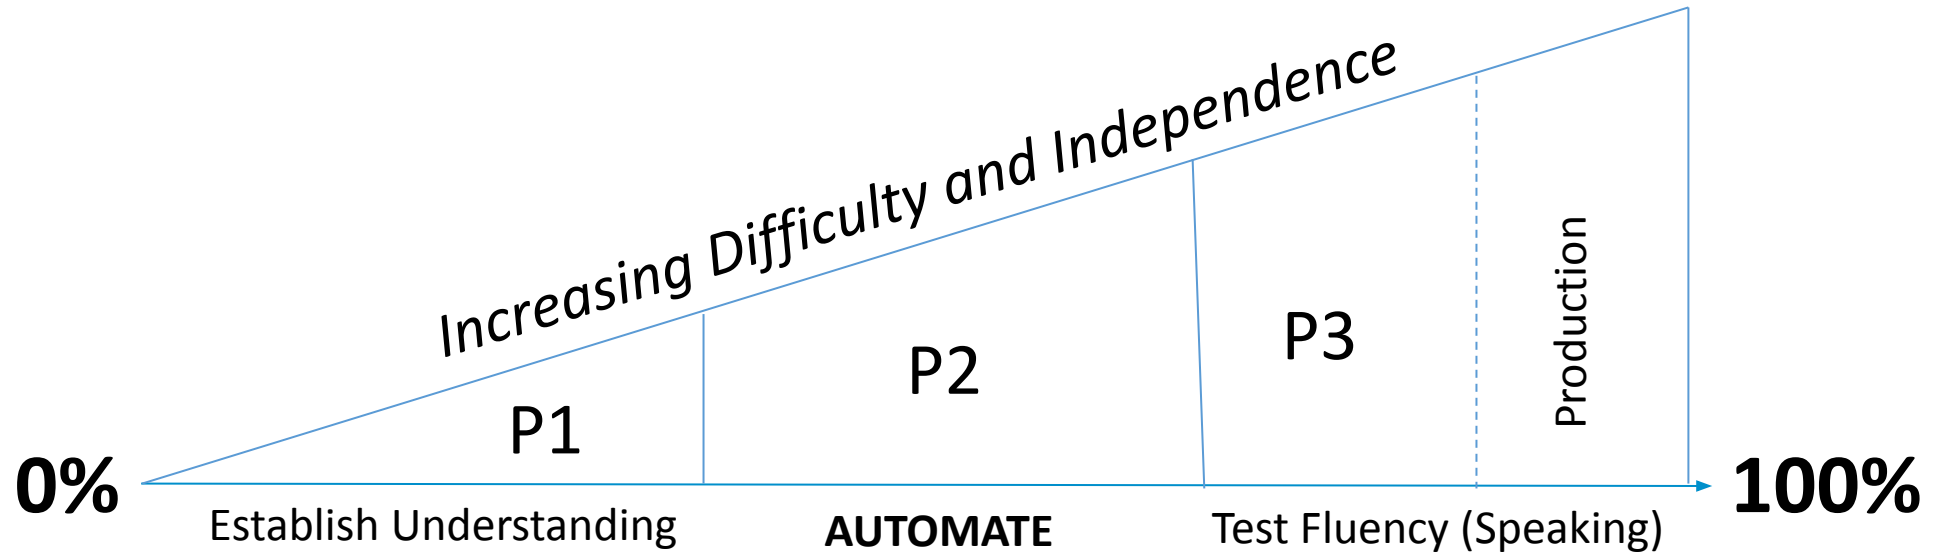 Increasing Difficulty and Independence
P1
P2
P3
Production
0%
100%
Establish Understanding
AUTOMATE
Test Fluency (Speaking)